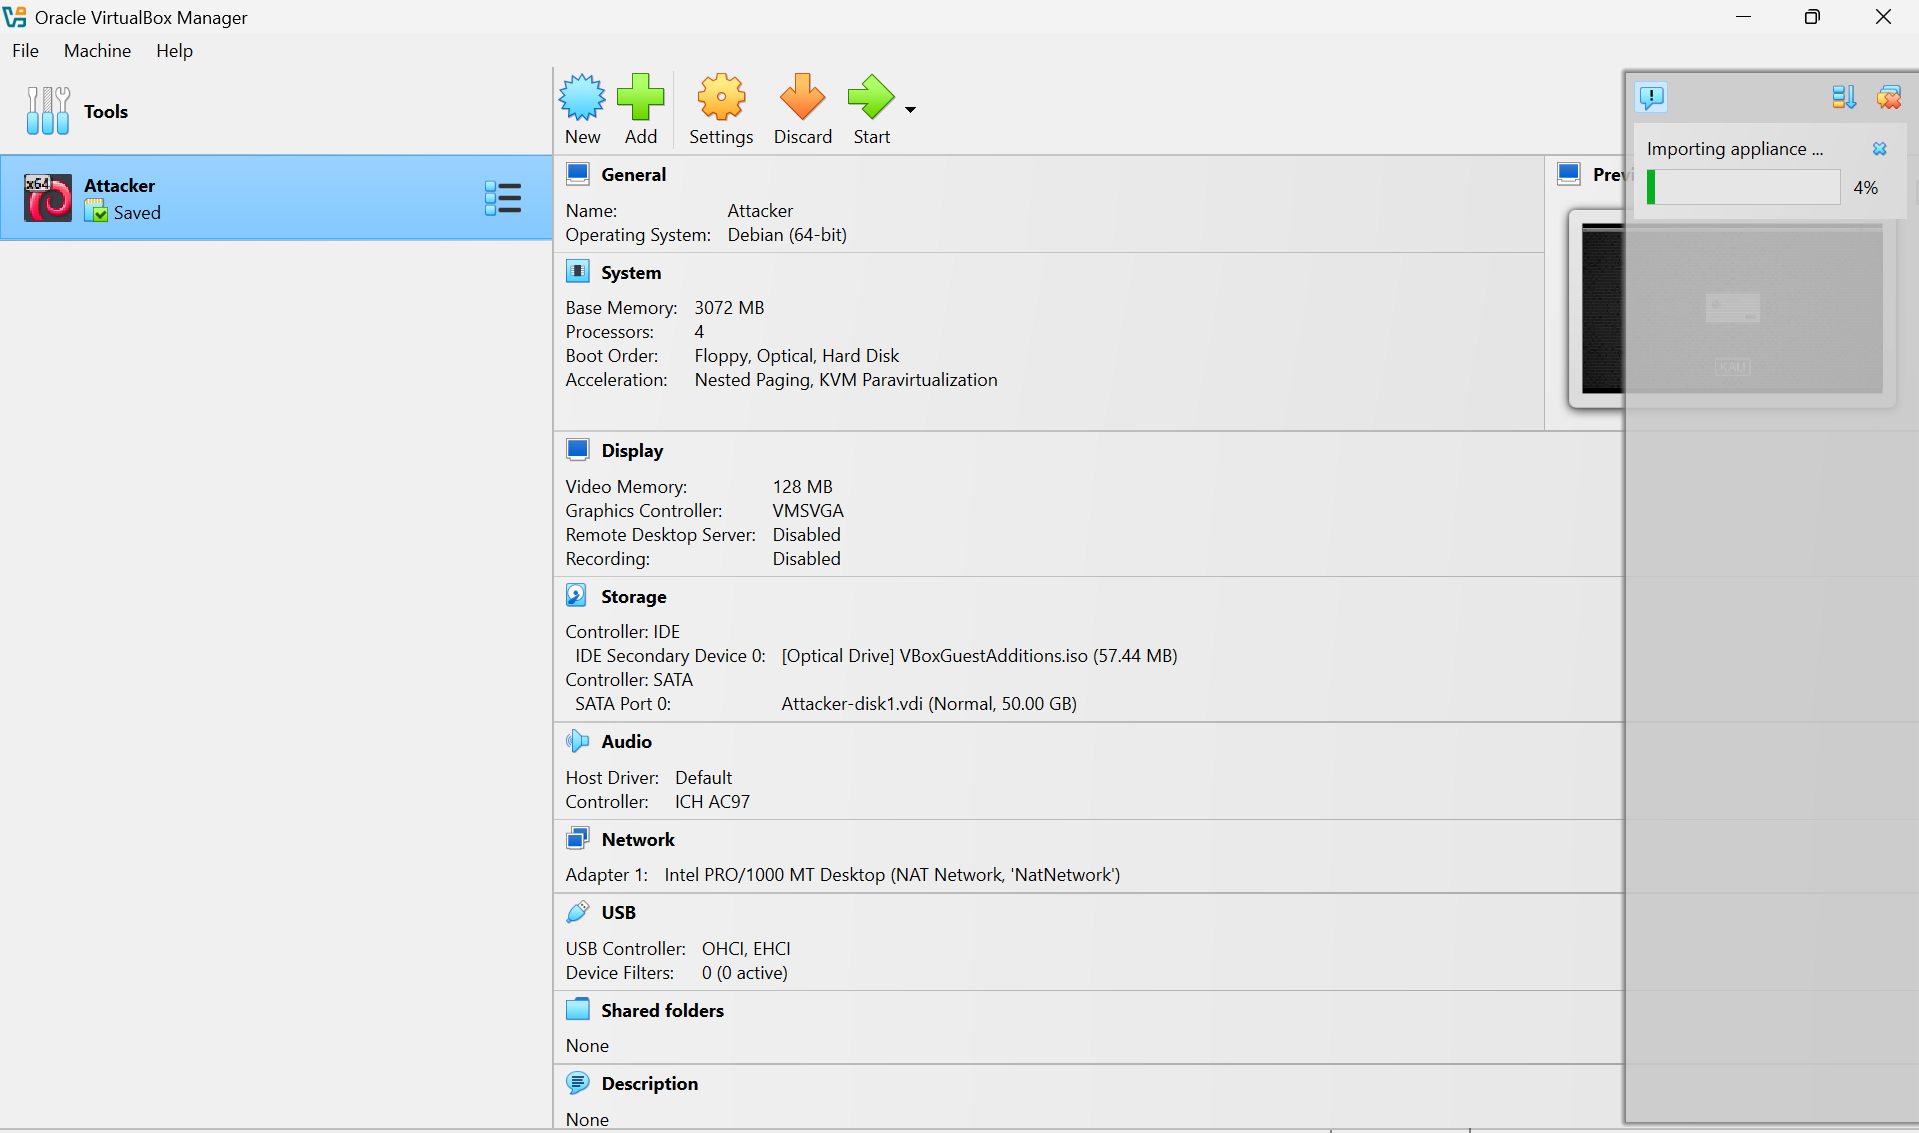 Oracle VirtualBox Manager
File Machine Help
Tools
New Add Settings Discard Start
x64
Attacker
Saved
General
Name: Attacker
Operating System: Debian (64-bit)
System
Base Memory: 3072 MB
Processors: 4
Boot Order: Floppy, Optical, Hard Disk
Acceleration: Nested Paging, KVM Paravirtualization
Display
Video Memory: 128 MB
Graphics Controller: VMSVGA
Remote Desktop Server: Disabled
Recording: Disabled
Storage
Controller: IDE
IDE Secondary Device 0: [Optical Drive] VBoxGuestAdditions.iso (57.44 MB)
Controller: SATA
SATA Port 0: Attacker-disk1.vdi (Normal, 50.00 GB)
Audio
Host Driver: Default
Controller: ICH AC97
Network
Adapter 1: Intel PRO/1000 MT Desktop (NAT Network, 'NatNetwork')
USB
USB Controller: OHCI, EHCI
Device Filters: 0 (0 active)
Shared folders
None
Description
None
Previ
Importing appliance ...
4%
KALI